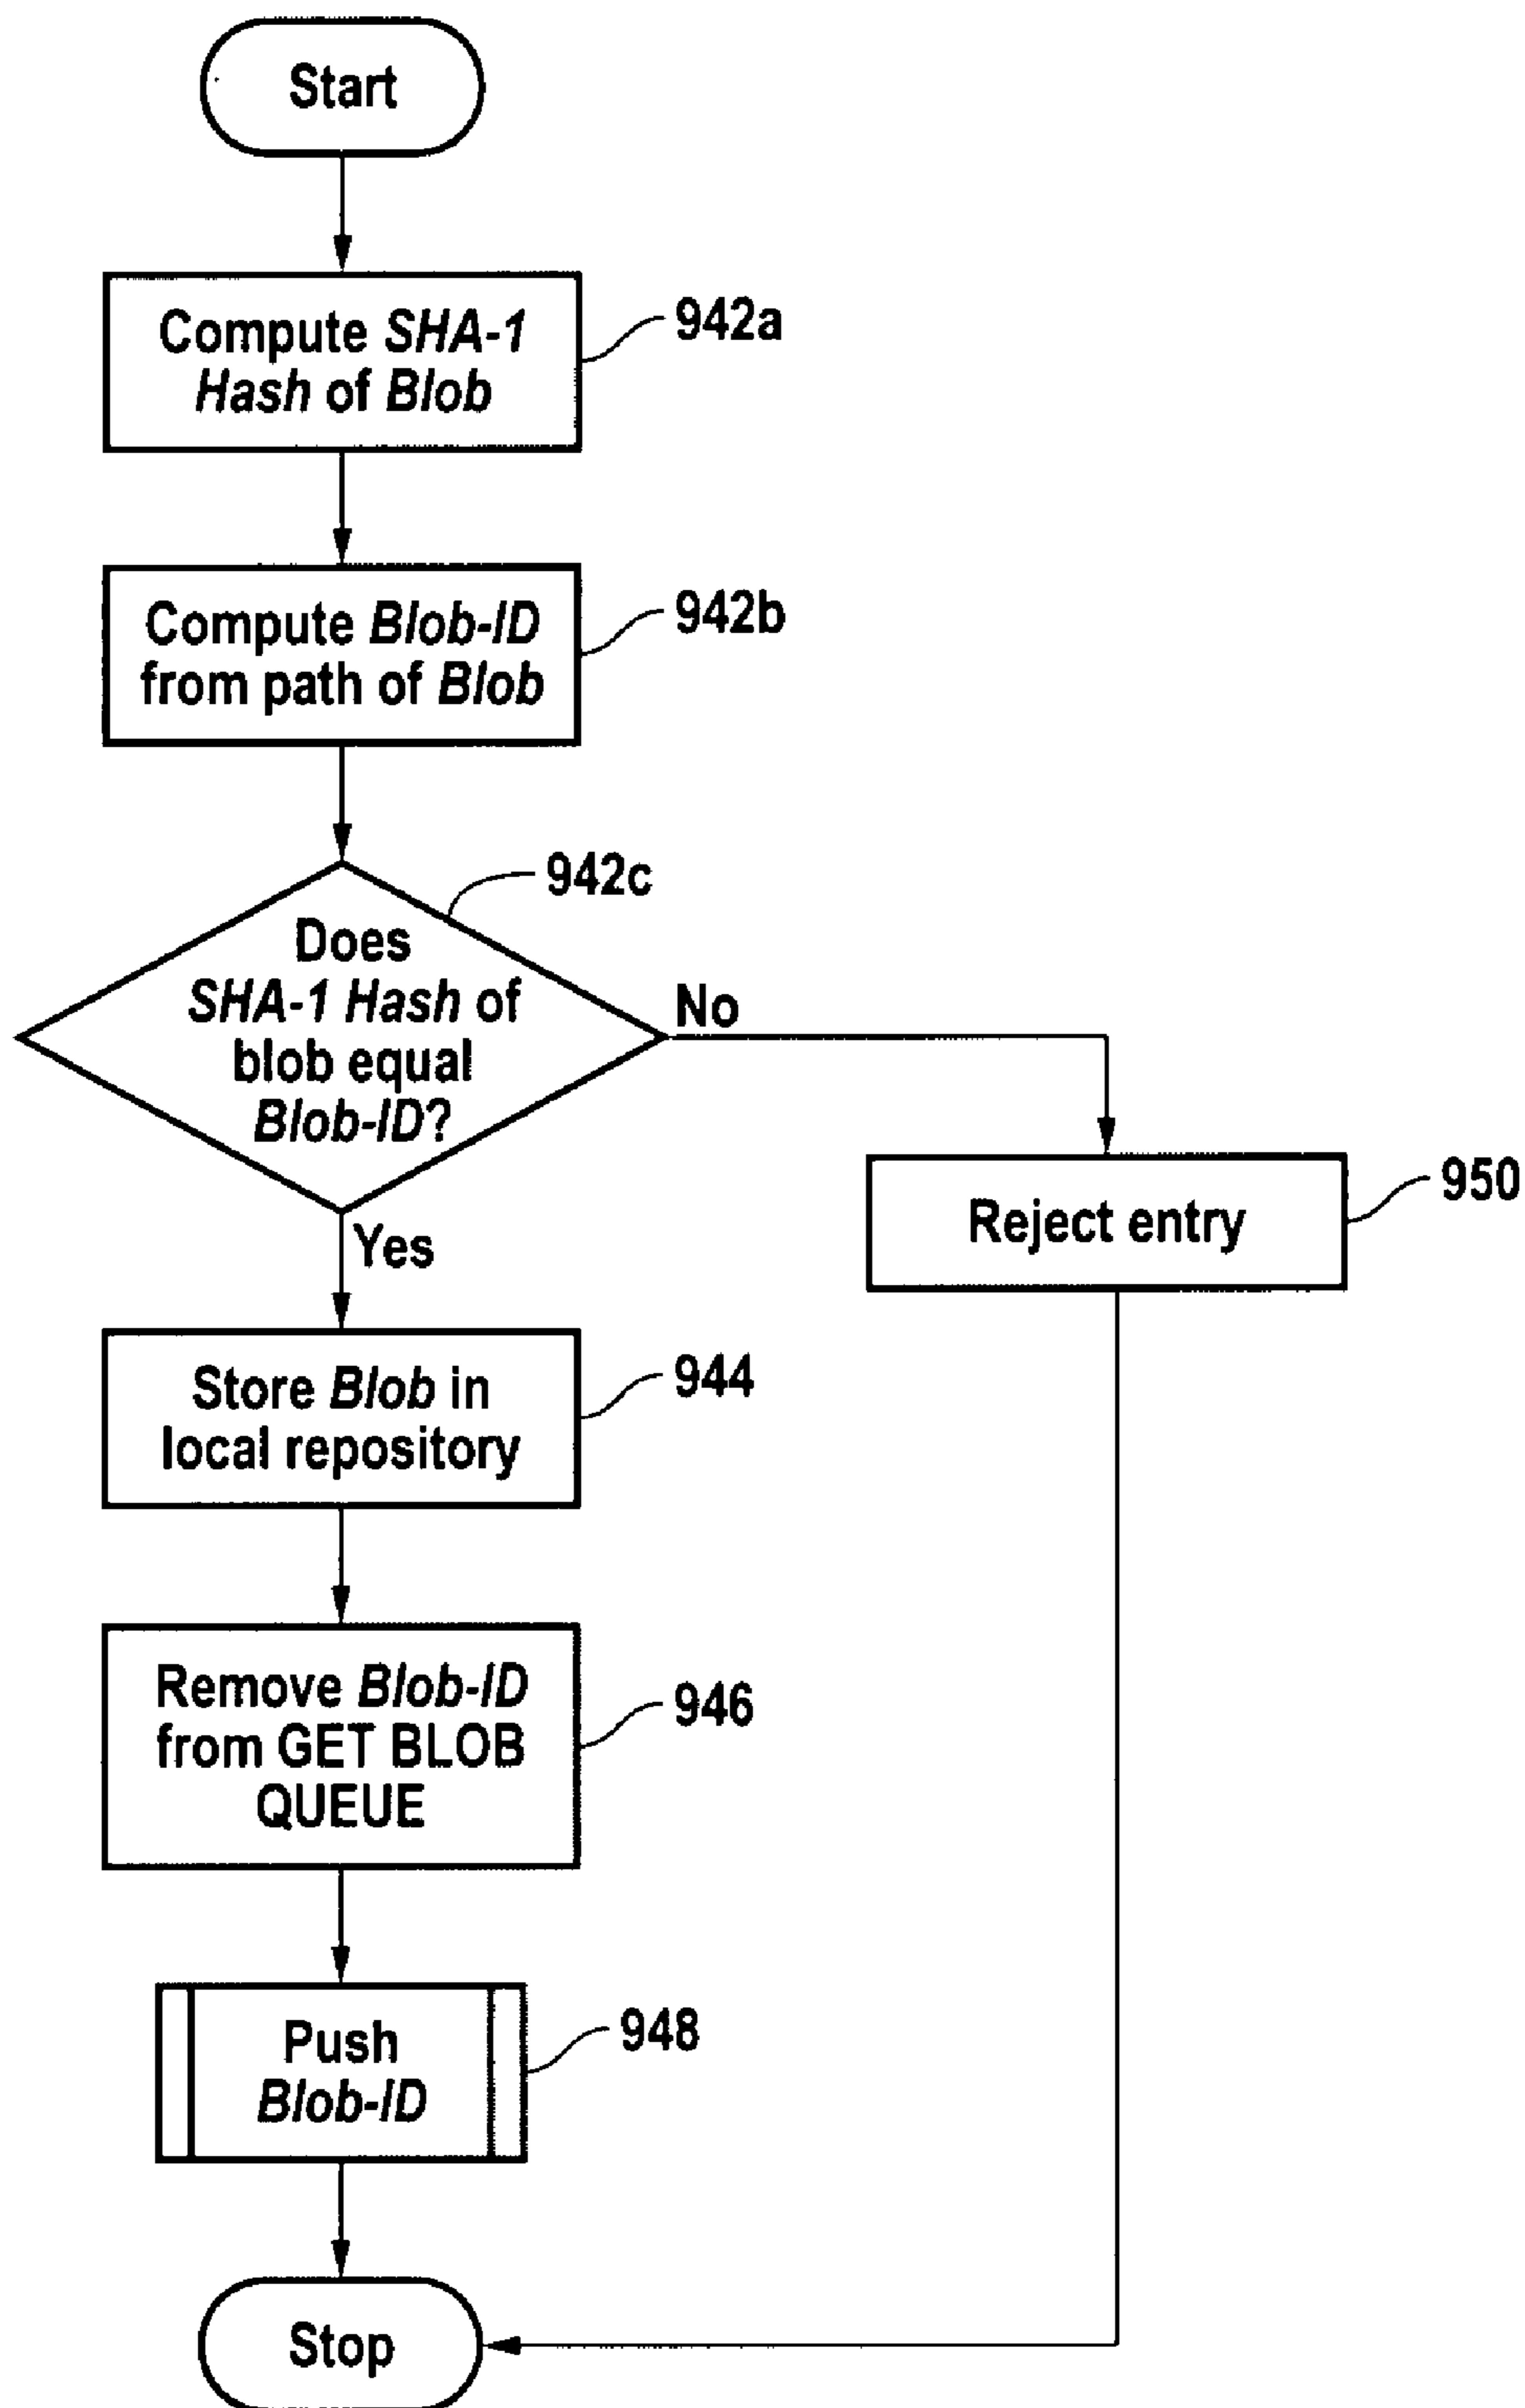 Start
Compute SHA-1
Hash of Blob
942a
Compute Blob-ID
from path of Blob
942b
942c
Does
SHA-1 Hash of
blob equal
Blob-ID?
No
Yes
Reject entry
950
Store Blob in
local repository
944
Remove Blob-ID
from GET BLOB
QUEUE
946
Push
Blob-ID
948
Stop